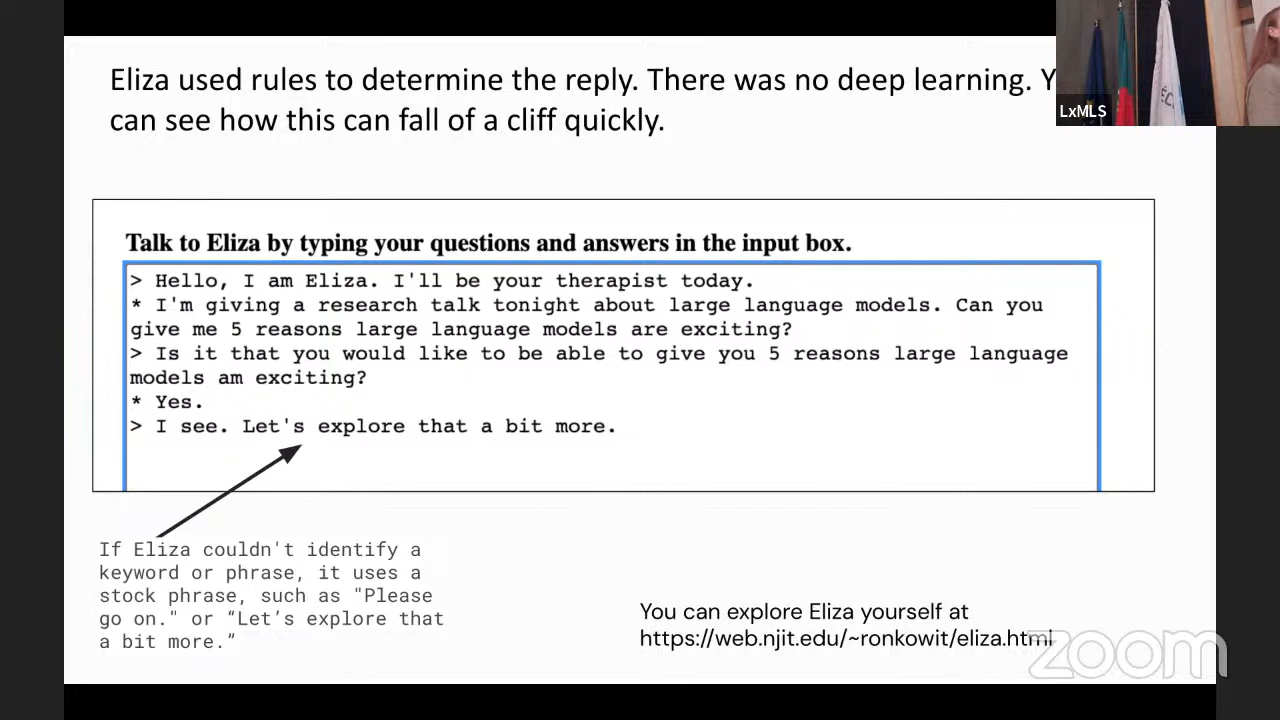 Eliza used rules to determine the reply. There was no deep learning. Y
can see how this can fall of a cliff quickly.
LxMLS
Talk to Eliza by typing your questions and answers in the input box.
> Hello, I am Eliza. I'll be your therapist today.
* I'm giving a research talk tonight about large language models. Can you
give me 5 reasons large language models are exciting?
> Is it that you would like to be able to give you 5 reasons large language
models am exciting?
* Yes.
> I see. Let's explore that a bit more.
If Eliza couldn't identify a
keyword or phrase, it uses a
stock phrase, such as "Please
go on." or “Let’s explore that
a bit more.”
You can explore Eliza yourself at
https://web.njit.edu/~ronkowit/eliza.html
zoom